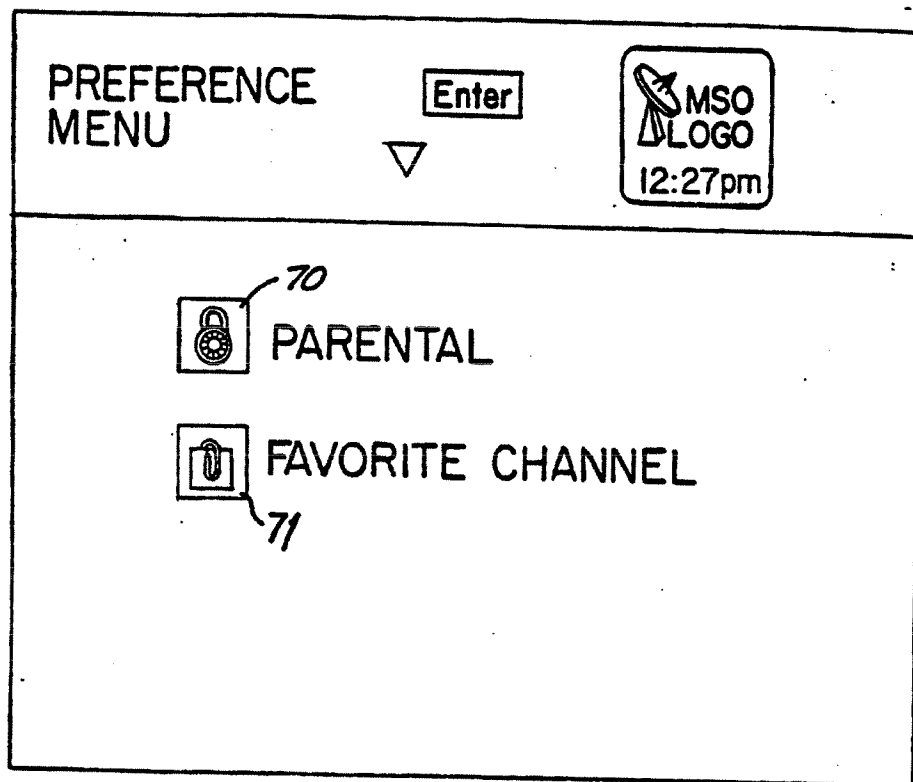 PREFERENCE
MENU
Enter
MSO
LOGO
12:27pm
70
PARENTAL
FAVORITE CHANNEL
71